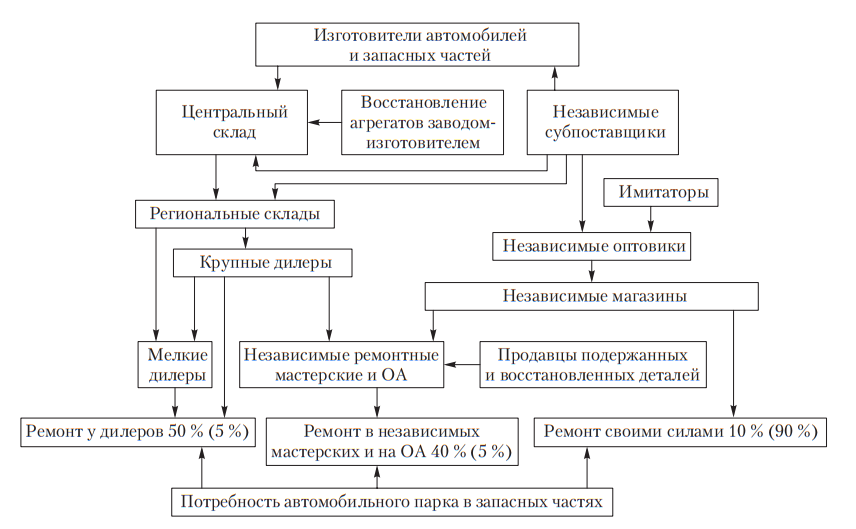 Изготовители автомобилей
и запасных частей
Центральный
склад
Восстановление
агрегатов заводом-
изготовителем
Независимые
субпоставщики
Имитаторы
Региональные склады
Независимые оптовики
Крупные дилеры
Независимые магазины
Мелкие
дилеры
Независимые ремонтные
мастерские и ОА
Продавцы подержанных
и восстановленных деталей
Ремонт у дилеров 50 % (5 %)
Ремонт в независимых
мастерских и на ОА 40 % (5 %)
Ремонт своими силами 10 % (90 %)
Потребность автомобильного парка в запасных частях